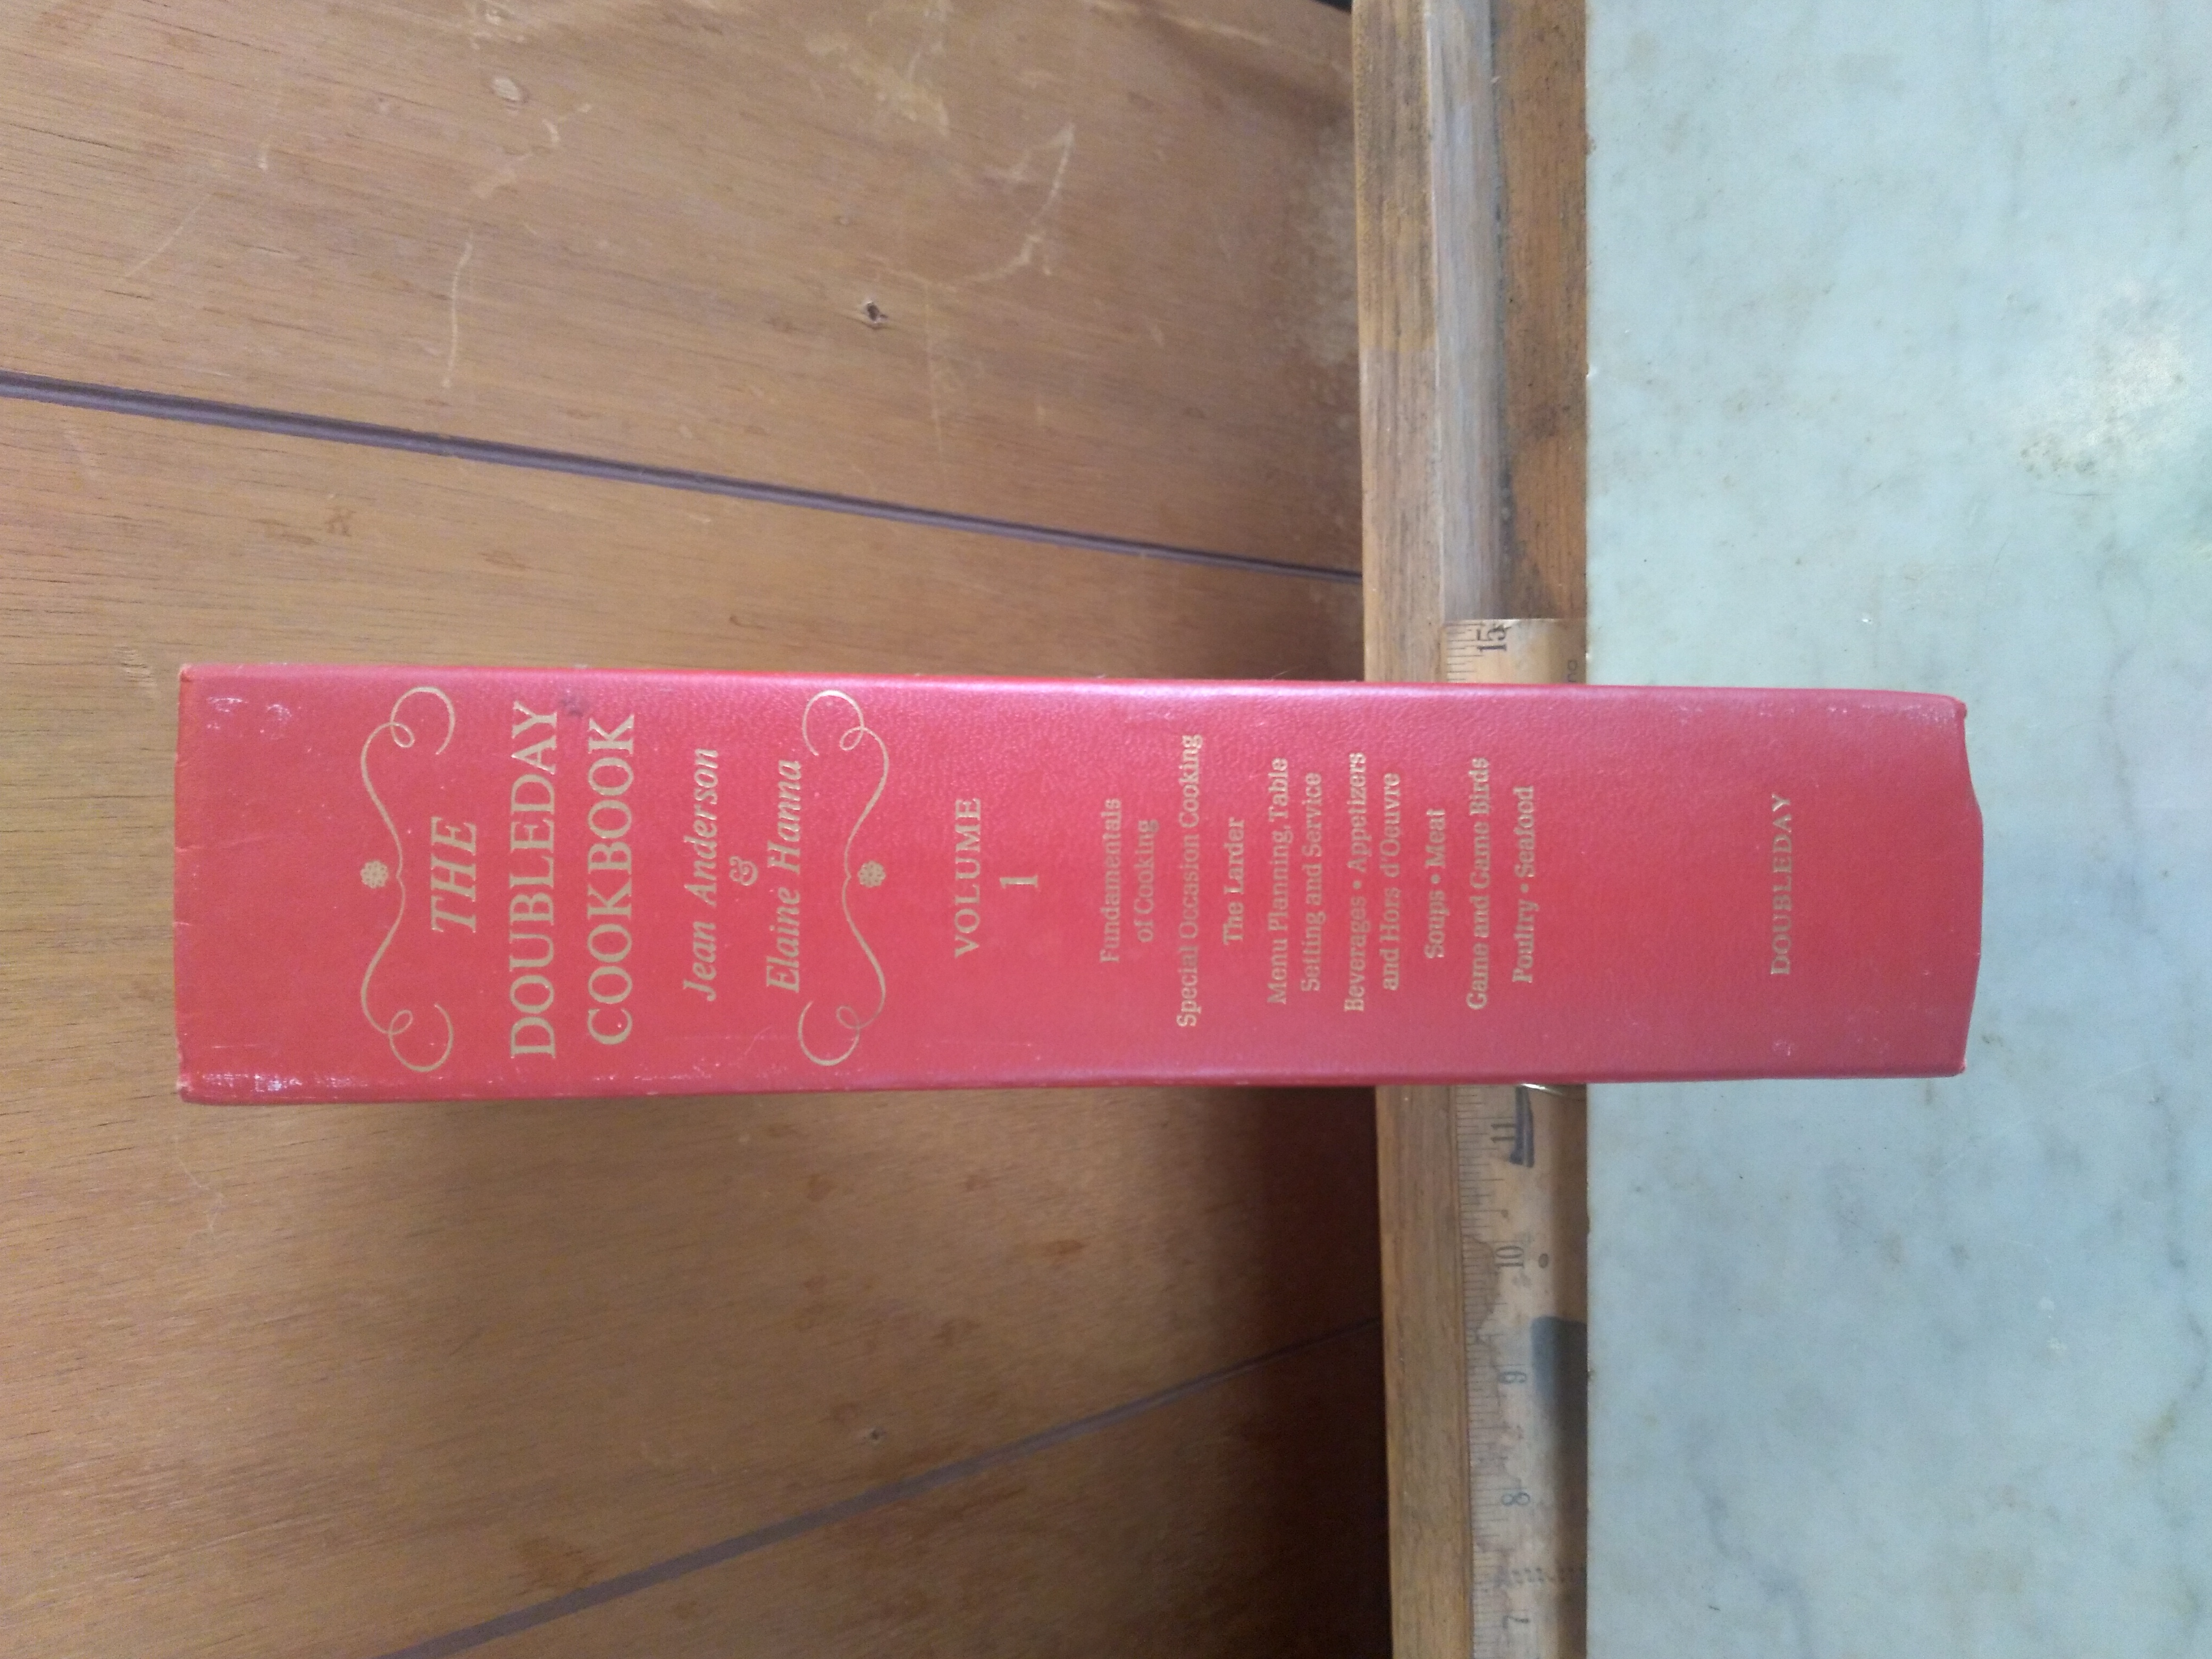 THE
DOUBLEDAY
COOKBOOK
Jean Anderson
&
Elaine Hanna
VOLUME
1
Fundamentals
of Cooking
Special Occasion Cooking
The Larder
Menu Planning, Table
Setting and Service
Beverages • Appetizers
and Hors d'Oeuvre
Soups • Meat
Game and Game Birds
Poultry • Seafood
DOUBLEDAY
7 8 9 10 11 15